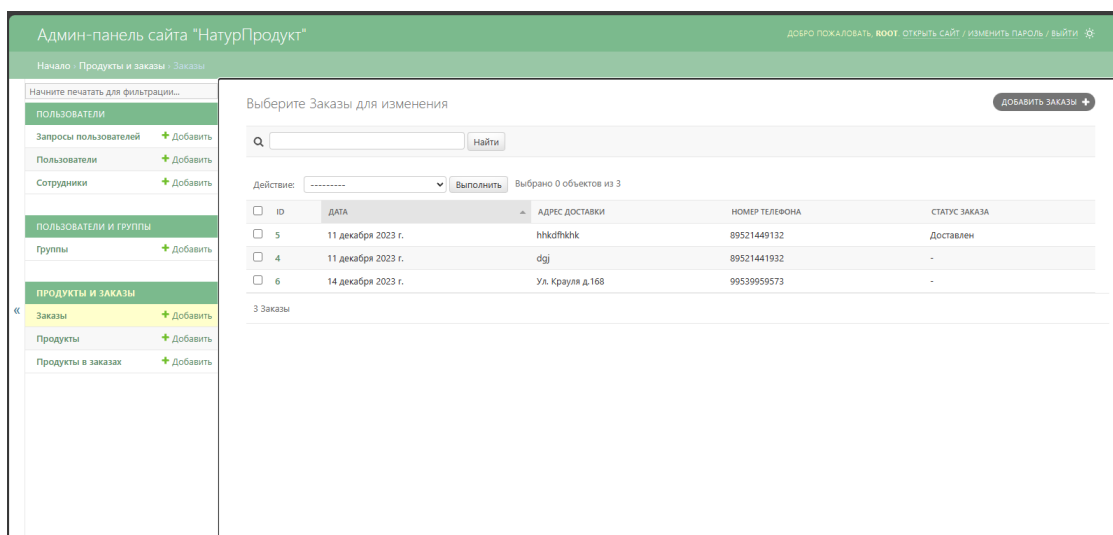 Админ-панель сайта "НатурПродукт"
ДОБРО ПОЖАЛОВАТЬ, ROOT. ОТКРЫТЬ САЙТ / ИЗМЕНИТЬ ПАРОЛЬ / ВЫЙТИ
Начало › Продукты и заказы › Заказы
Начните печатать для фильтрации...
ПОЛЬЗОВАТЕЛИ
Запросы пользователей + Добавить
Пользователи + Добавить
Сотрудники + Добавить
ПОЛЬЗОВАТЕЛИ И ГРУППЫ
Группы + Добавить
ПРОДУКТЫ И ЗАКАЗЫ
Заказы + Добавить
Продукты + Добавить
Продукты в заказах + Добавить
«
Выберите Заказы для изменения
ДОБАВИТЬ ЗАКАЗЫ +
Найти
Действие: --------- Выполнить Выбрано 0 объектов из 3
ID ДАТА АДРЕС ДОСТАВКИ НОМЕР ТЕЛЕФОНА СТАТУС ЗАКАЗА
5 11 декабря 2023 г. hhkdfhkhk 89521449132 Доставлен
4 11 декабря 2023 г. dgj 89521441932 -
6 14 декабря 2023 г. Ул. Крауля д.168 99539959573 -
3 Заказы